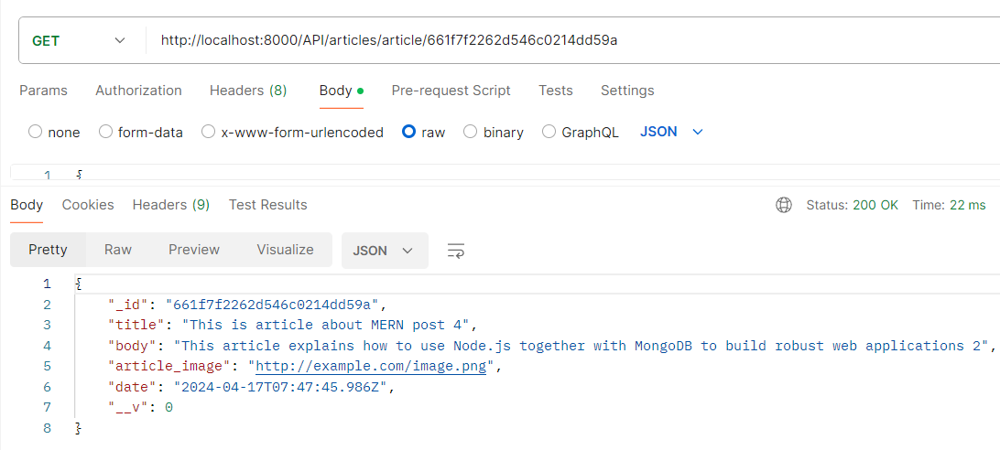 GET http://localhost:8000/API/articles/article/661f7f2262d546c0214dd59a
Params Authorization Headers (8) Body Pre-request Script Tests Settings
none form-data x-www-form-urlencoded raw binary GraphQL JSON
1 {
Body Cookies Headers (9) Test Results Status: 200 OK Time: 22 ms
Pretty Raw Preview Visualize JSON
1 {
2 "_id": "661f7f2262d546c0214dd59a",
3 "title": "This is article about MERN post 4",
4 "body": "This article explains how to use Node.js together with MongoDB to build robust web applications 2",
5 "article_image": "http://example.com/image.png",
6 "date": "2024-04-17T07:47:45.986Z",
7 "__v": 0
8 }